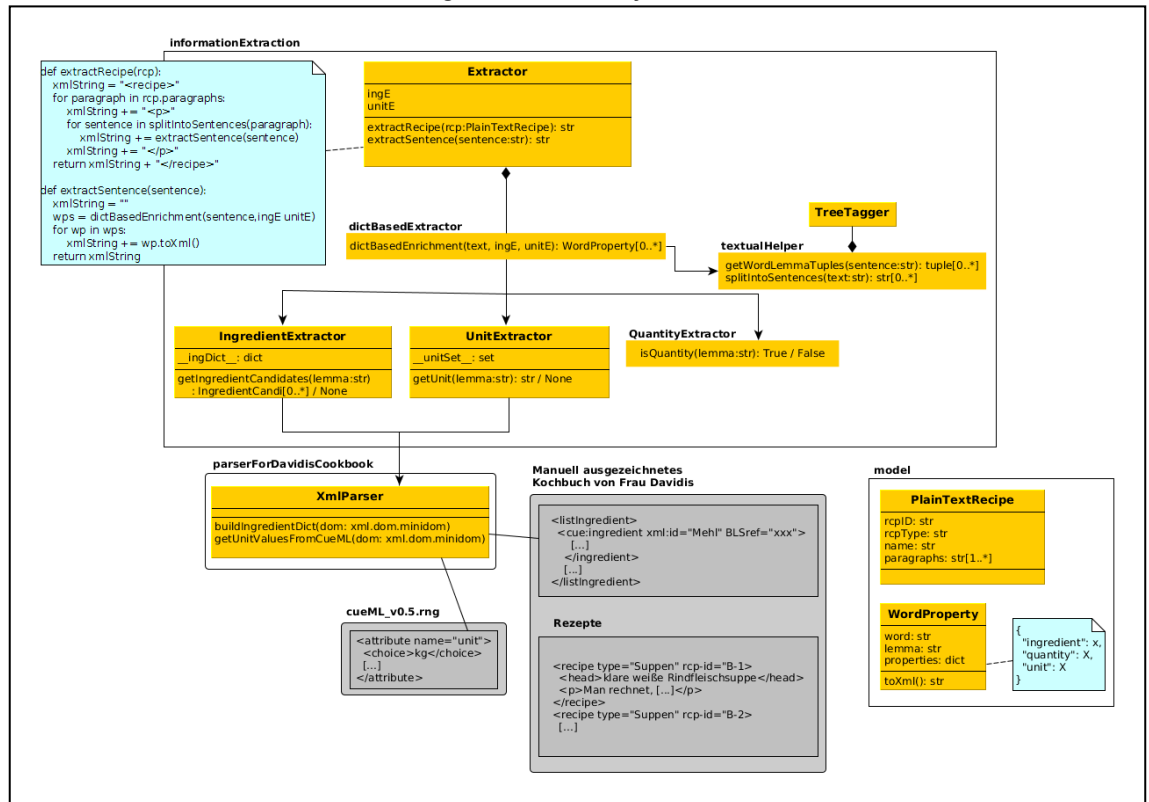 informationExtraction
def extractRecipe(rcp):
xmlString = "<recipe>"
for paragraph in rcp.paragraphs:
xmlString += "<p>"
for sentence in splitIntoSentences(paragraph):
xmlString += extractSentence(sentence)
xmlString += "</p>"
return xmlString + "</recipe>"
def extractSentence(sentence):
xmlString = ""
wps = dictBasedEnrichment(sentence,ingE unitE)
for wp in wps:
xmlString += wp.toXml()
return xmlString
Extractor
ingE
unitE
extractRecipe(rcp:PlainTextRecipe): str
extractSentence(sentence:str): str
dictBasedExtractor
dictBasedEnrichment(text, ingE, unitE): WordProperty[0..*]
TreeTagger
textualHelper
getWordLemmaTuples(sentence:str): tuple[0..*]
splitIntoSentences(text:str): str[0..*]
IngredientExtractor
__ingDict__: dict
getIngredientCandidates(lemma:str)
: IngredientCandi[0..*] / None
UnitExtractor
__unitSet__: set
getUnit(lemma:str): str / None
QuantityExtractor
isQuantity(lemma:str): True / False
parserForDavidisCookbook
XmlParser
buildIngredientDict(dom: xml.dom.minidom)
getUnitValuesFromCueML(dom: xml.dom.minidom)
cueML_v0.5.rng
<attribute name="unit">
<choice>kg</choice>
[...]
</attribute>
Manuell ausgezeichnetes
Kochbuch von Frau Davidis
<listIngredient>
<cue:ingredient xml:id="Mehl" BLSref="xxx">
[...]
</ingredient>
[...]
</listIngredient>
Rezepte
<recipe type="Suppen" rcp-id="B-1">
<head>klare weiße Rindfleischsuppe</head>
<p>Man rechnet, [...]</p>
</recipe>
<recipe type="Suppen" rcp-id="B-2">
[...]
model
PlainTextRecipe
rcpID: str
rcpType: str
name: str
paragraphs: str[1..*]
WordProperty
word: str
lemma: str
properties: dict
toXml(): str
{
"ingredient": x,
"quantity": X,
"unit": X
}